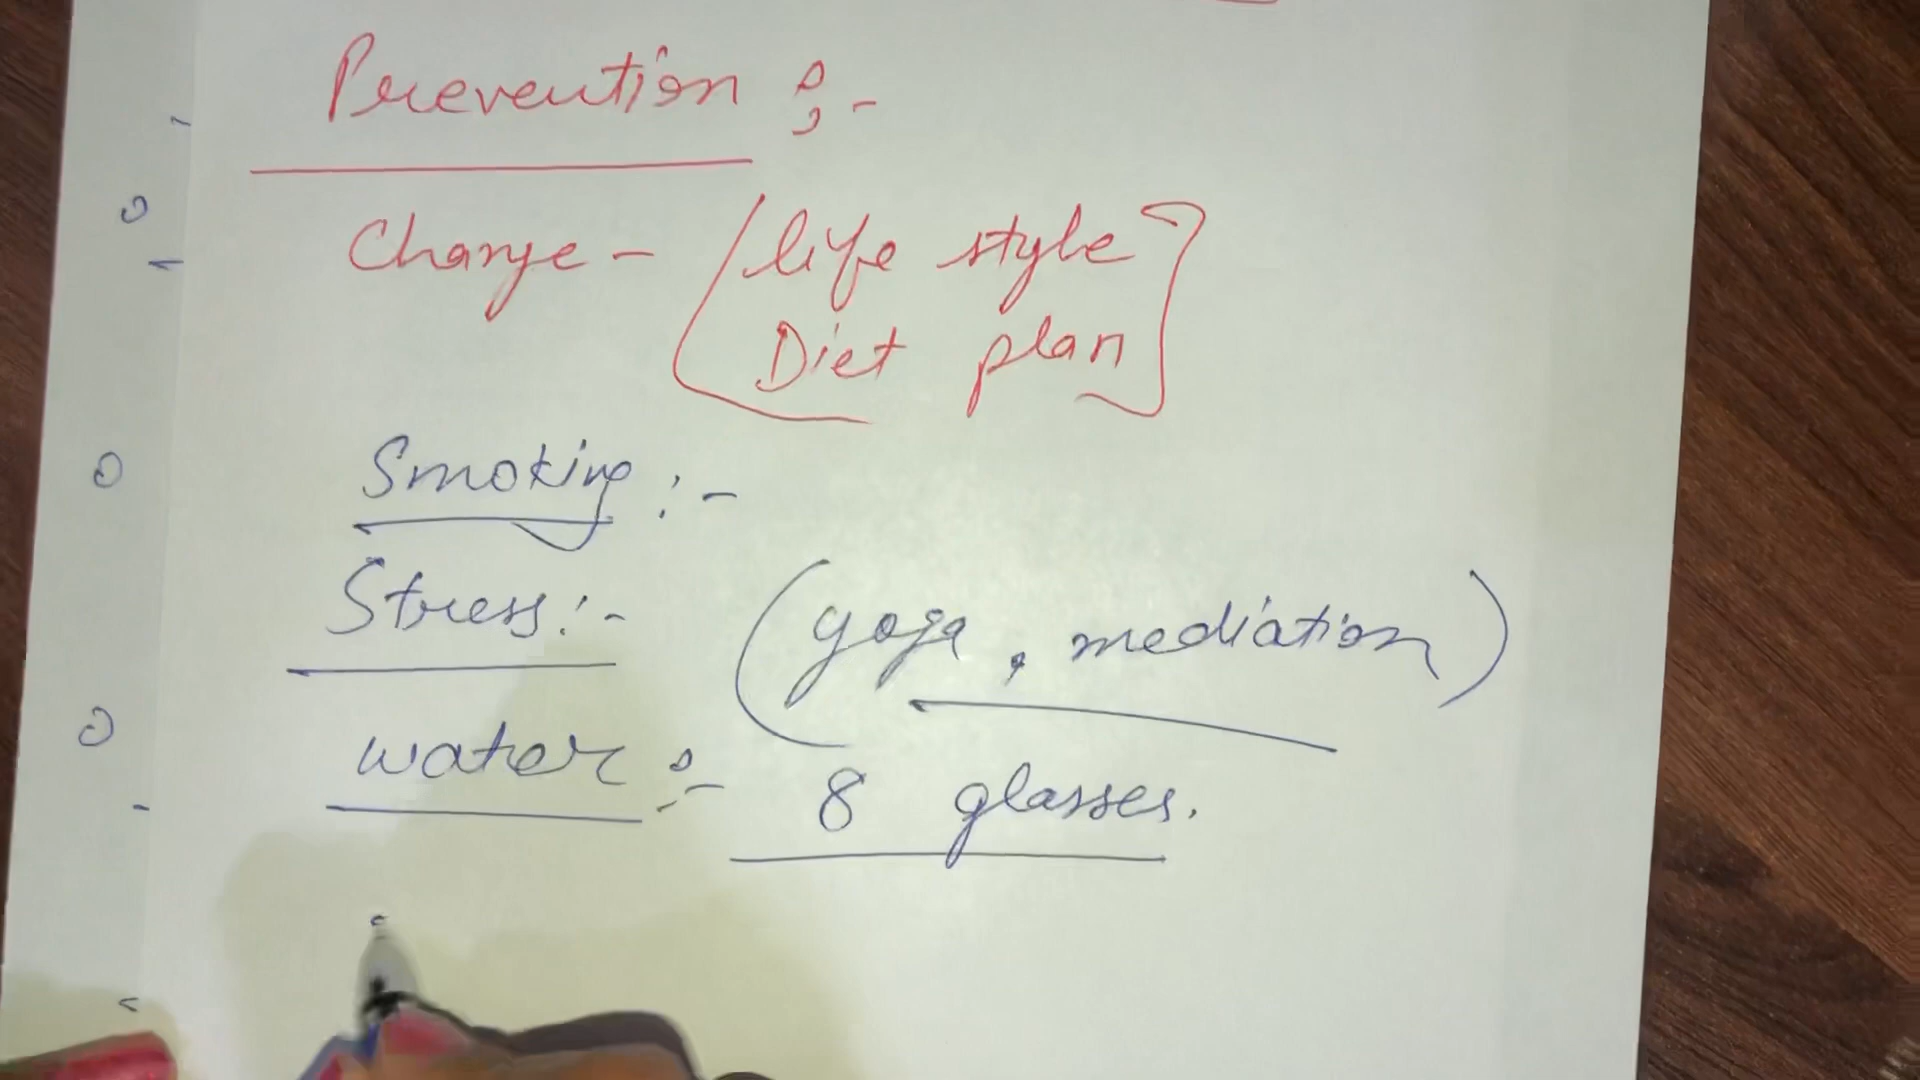 Prevention :-
Change - [life style
Diet plan]
Smoking :-
Stress :- (yoga, mediation)
water :- 8 glasses.